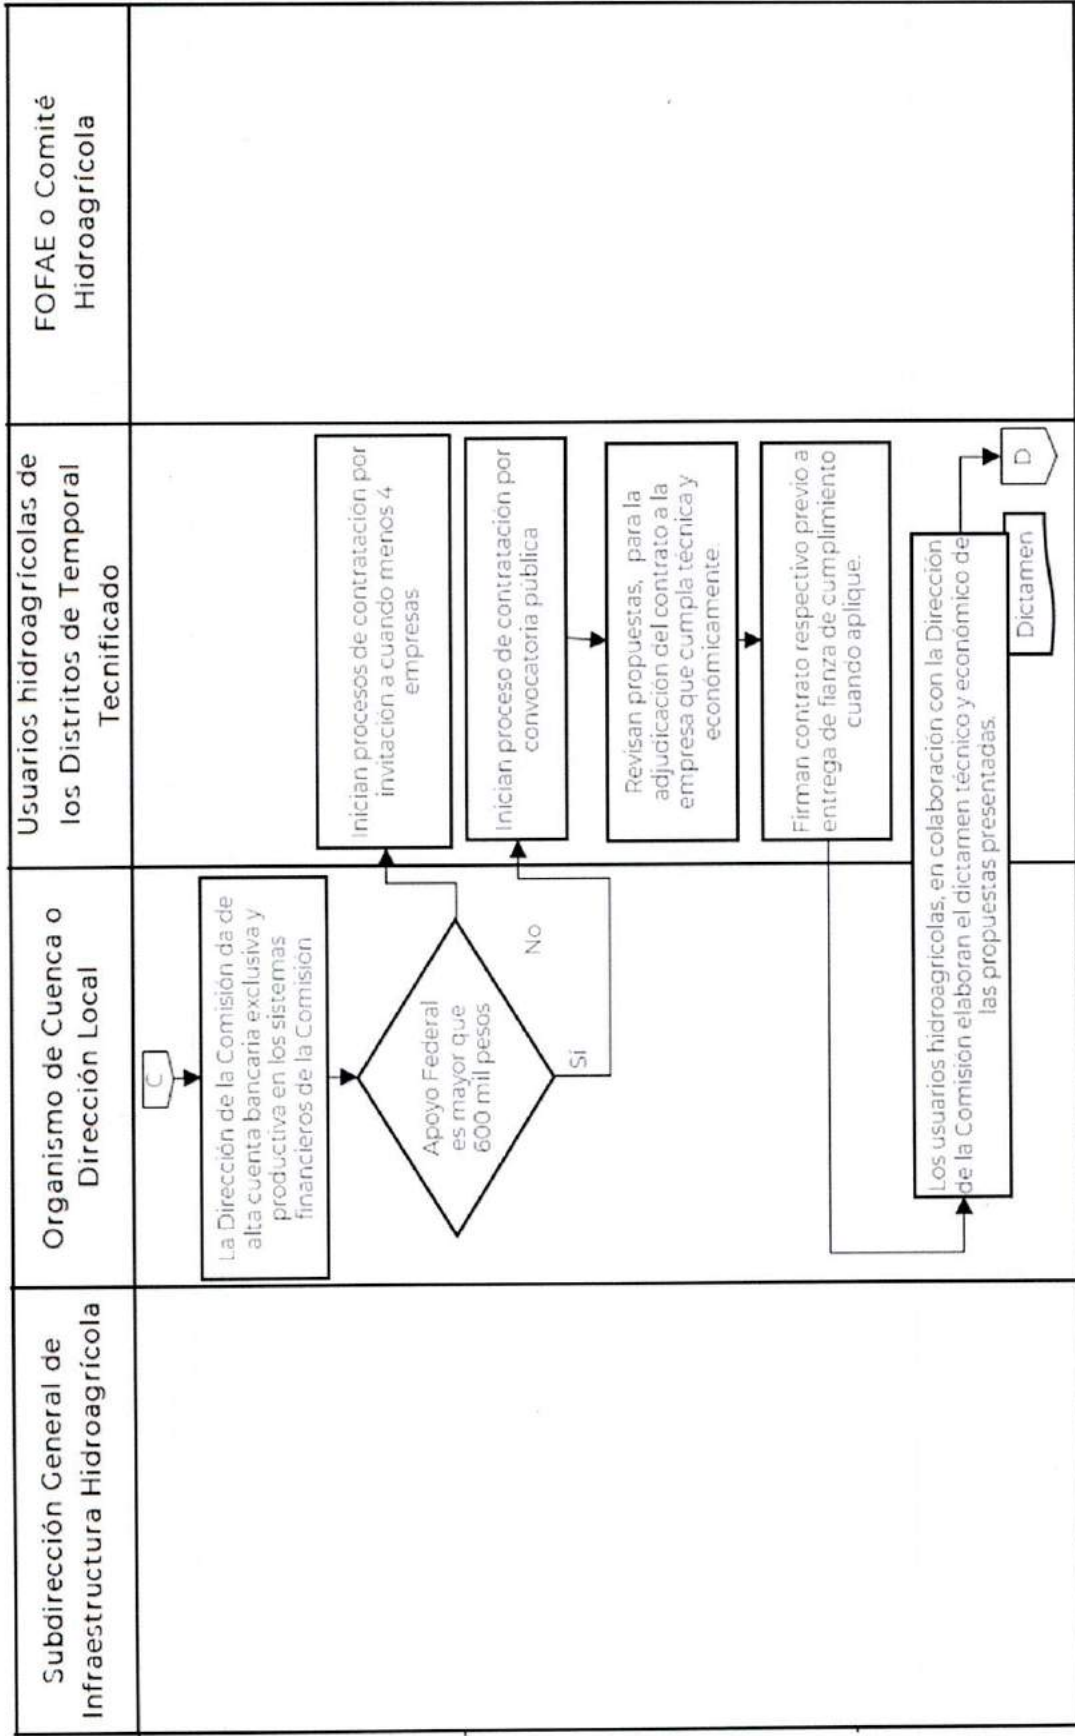 Subdirección General de
Infraestructura Hidroagrícola
Organismo de Cuenca o
Dirección Local
Usuarios hidroagrícolas de
los Distritos de Temporal
Tecnificado
FOFAE o Comité
Hidroagrícola
C
La Dirección de la Comisión da de
alta cuenta bancaria exclusiva y
productiva en los sistemas
financieros de la Comisión
Apoyo Federal
es mayor que
600 mil pesos
No
Sí
Inician procesos de contratación por
invitación a cuando menos 4
empresas
Inician proceso de contratación por
convocatoria pública
Revisan propuestas, para la
adjudicación del contrato a la
empresa que cumpla técnica y
económicamente.
Firman contrato respectivo previo a
entrega de fianza de cumplimiento
cuando aplique.
Los usuarios hidroagrícolas, en colaboración con la Dirección
de la Comisión elaboran el dictamen técnico y económico de
las propuestas presentadas.
Dictamen
D